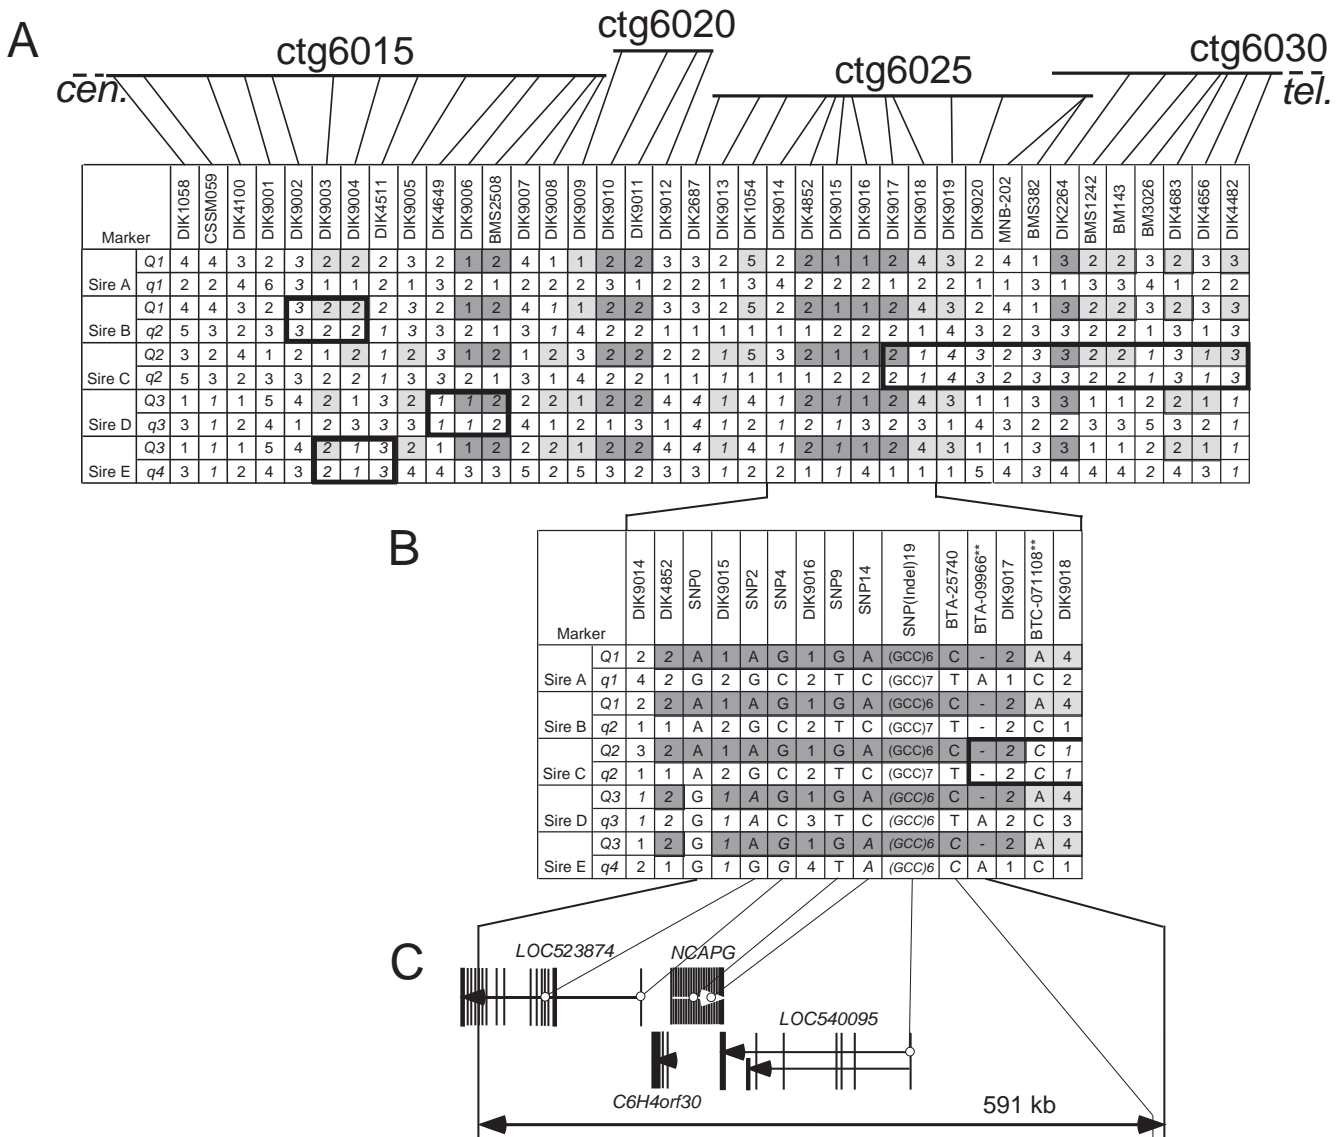 A
ctg6015
ctg6020
ctg6025
ctg6030
cen.
tel.
Marker DIK1058 CSSM059 DIK4100 DIK9001 DIK9002 DIK9003 DIK9004 DIK4511 DIK9005 DIK4649 DIK9006 BMS2508 DIK9007 DIK9008 DIK9009 DIK9010 DIK9011 DIK9012 DIK2687 DIK9013 DIK1054 DIK9014 DIK4852 DIK9015 DIK9016 DIK9017 DIK9018 DIK9019 DIK9020 MNB-202 BMS382 DIK2264 BMS1242 BM143 BM3026 DIK4683 DIK4656 DIK4482
Q1 4 4 3 2 3 2 2 2 3 2 1 2 4 1 1 2 2 3 3 2 5 2 2 1 1 2 4 3 2 4 1 3 2 2 3 2 3 3
Sire A q1 2 2 4 6 3 1 1 2 1 3 2 1 2 2 2 3 1 2 2 1 3 4 2 2 2 1 2 2 1 1 3 1 3 3 4 1 2 2
Q1 4 4 3 2 3 2 2 2 3 2 1 2 4 1 1 2 2 3 3 2 5 2 2 1 1 2 4 3 2 4 1 3 2 2 3 2 3 3
Sire B q2 5 3 2 3 3 2 2 1 3 3 2 1 3 1 4 2 2 1 1 1 1 1 1 2 2 2 1 4 3 2 3 3 2 2 1 3 1 3
Q2 3 2 4 1 2 1 2 1 2 3 1 2 1 2 3 2 2 2 2 1 5 3 2 1 1 2 1 4 3 2 3 3 2 2 1 3 1 3
Sire C q2 5 3 2 3 3 2 2 1 3 3 2 1 3 1 4 2 2 1 1 1 1 1 1 2 2 2 1 4 3 2 3 3 2 2 1 3 1 3
Q3 1 1 1 5 4 2 1 3 2 1 1 2 2 2 1 2 2 4 4 1 4 1 2 1 1 2 4 3 1 1 3 3 1 1 2 2 1 1
Sire D q3 3 1 2 4 1 2 3 3 3 1 1 2 4 1 2 1 3 1 4 1 2 1 2 1 3 2 3 1 4 3 2 2 3 3 5 3 2 1
Q3 1 1 1 5 4 2 1 3 2 1 1 2 2 2 1 2 2 4 4 1 4 1 2 1 1 2 4 3 1 1 3 3 1 1 2 2 1 1
Sire E q4 3 1 2 4 3 2 1 3 4 4 3 3 5 2 5 3 2 3 3 1 2 2 1 1 4 1 1 1 5 4 3 4 4 4 2 4 3 1
B
Marker DIK9014 DIK4852 SNP0 DIK9015 SNP2 SNP4 DIK9016 SNP9 SNP14 SNP(Indel)19 BTA-25740 BTA-09966** DIK9017 BTC-071108** DIK9018
Q1 2 2 A 1 A G 1 G A (GCC)6 C - 2 A 4
Sire A q1 4 2 G 2 G C 2 T C (GCC)7 T A 1 C 2
Q1 2 2 A 1 A G 1 G A (GCC)6 C - 2 A 4
Sire B q2 1 1 A 2 G C 2 T C (GCC)7 T - 2 C 1
Q2 3 2 A 1 A G 1 G A (GCC)6 C - 2 C 1
Sire C q2 1 1 A 2 G C 2 T C (GCC)7 T - 2 C 1
Q3 1 2 G 1 A G 1 G A (GCC)6 C - 2 A 4
Sire D q3 1 2 G 1 A C 3 T C (GCC)6 T A 2 C 3
Q3 1 2 G 1 A G 1 G A (GCC)6 C - 2 A 4
Sire E q4 2 1 G 1 G G 4 T A (GCC)6 C A 1 C 1
C
LOC523874
NCAPG
LOC540095
C6H4orf30
591 kb